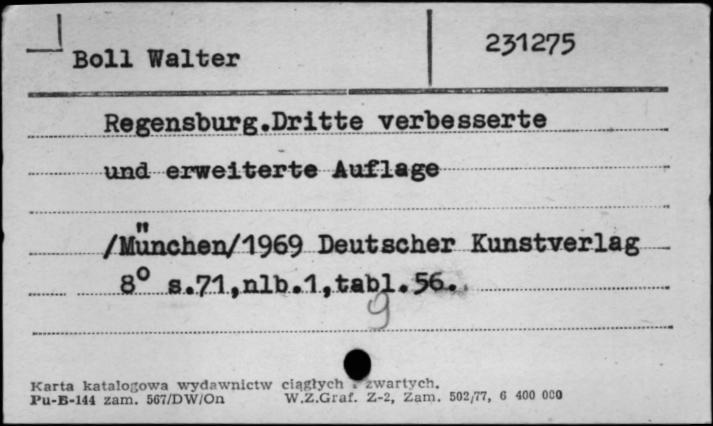 Boll Walter
231275
Regensburg.Dritte verbesserte
und erweiterte Auflage
/München/1969 Deutscher Kunstverlag
8° s.71,nlb.1,tabl.56.
9
Karta katalogowa wydawnictw ciągłych i zwartych.
Pu-B-144 zam. 567/DW/On W.Z.Graf. Z-2, Zam. 502/77, 6 400 000